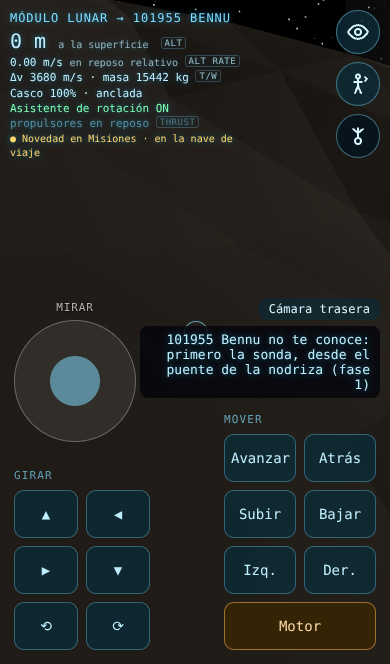 MÓDULO LUNAR → 101955 BENNU
0 m a la superficie ALT
0.00 m/s en reposo relativo ALT RATE
Δv 3680 m/s · masa 15442 kg T/W
Casco 100% · anclada
Asistente de rotación ON
propulsores en reposo THRUST
● Novedad en Misiones · en la nave de
viaje
MIRAR
Cámara trasera
101955 Bennu no te conoce:
primero la sonda, desde el
puente de la nodriza (fase
1)
MOVER
Avanzar Atrás
GIRAR
▲ ◀ Subir Bajar
▶ ▼ Izq. Der.
⟲ ⟳ Motor